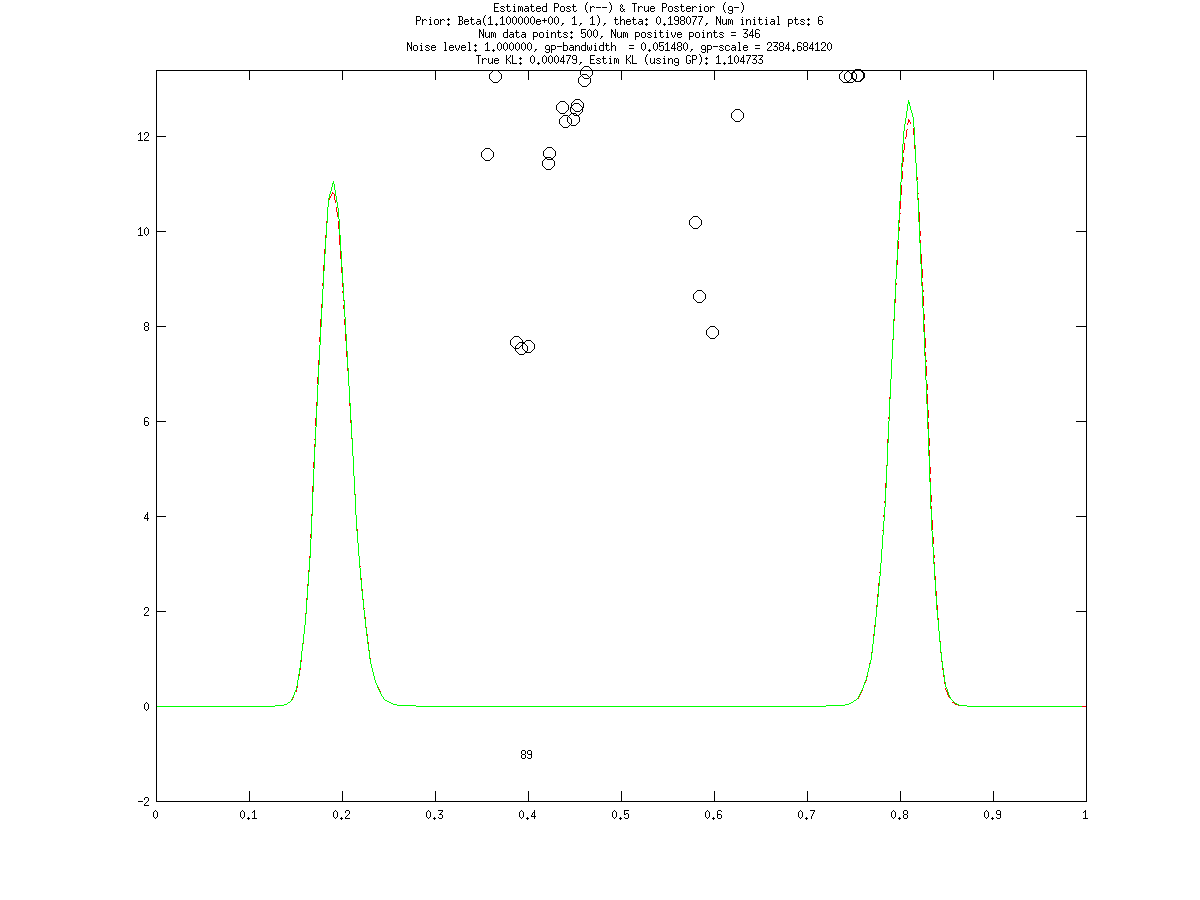 Estimated Post (r--) & True Posterior (g-)
Prior: Beta(1.100000e+00, 1, 1), theta: 0.198077, Num initial pts: 6
Num data points: 500, Num positive points = 346
Noise level: 1.000000, gp-bandwidth  = 0.051480, gp-scale = 2384.684120
True KL: 0.000479, Estim KL (using GP): 1.104733
12
10
8
6
4
2
0
89
-2
0 0.1 0.2 0.3 0.4 0.5 0.6 0.7 0.8 0.9 1